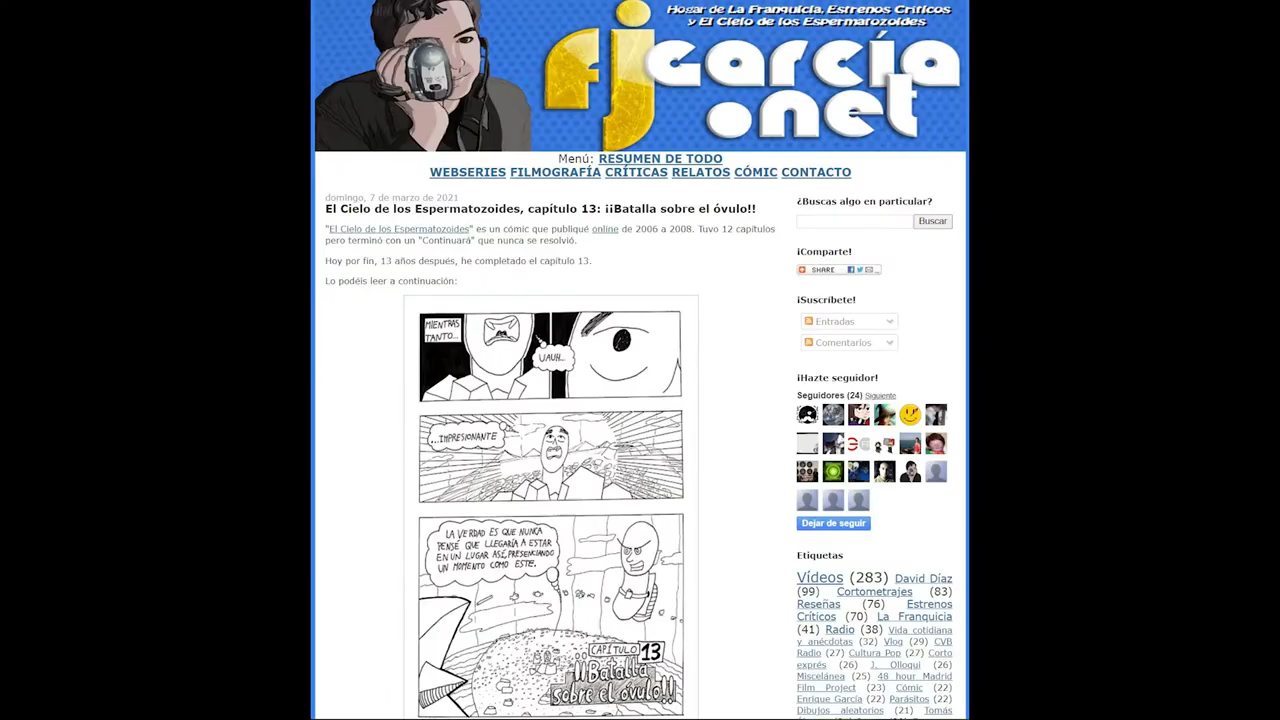 Hogar de La Franquicia, Estrenos Críticos
y El Cielo de los Espermatozoides
fjgarcía
.net
Menú: RESUMEN DE TODO
WEBSERIES FILMOGRAFÍA CRÍTICAS RELATOS CÓMIC CONTACTO
domingo, 7 de marzo de 2021
El Cielo de los Espermatozoides, capítulo 13: ¡¡Batalla sobre el óvulo!!
"El Cielo de los Espermatozoides" es un cómic que publiqué online de 2006 a 2008. Tuvo 12 capítulos
pero terminó con un "Continuará" que nunca se resolvió.
Hoy por fin, 13 años después, he completado el capítulo 13.
Lo podéis leer a continuación:
MIENTRAS
TANTO...
UAUH...
...IMPRESIONANTE
LA VERDAD ES QUE NUNCA
PENSÉ QUE LLEGARÍA A ESTAR
EN UN LUGAR ASÍ, PRESENCIANDO
UN MOMENTO COMO ESTE.
CAPÍTULO 13
¡¡Batalla
sobre el óvulo!!
¿Buscas algo en particular?
Buscar
¡Comparte!
SHARE
¡Suscríbete!
Entradas
Comentarios
¡Hazte seguidor!
Seguidores (24) Siguiente
Dejar de seguir
Etiquetas
Vídeos (283) David Díaz
(99) Cortometrajes (83)
Reseñas (76) Estrenos
Críticos (70) La Franquicia
(41) Radio (38) Vida cotidiana
y anécdotas (32) Vlog (29) CVB
Radio (27) Cultura Pop (27) Corto
exprés (26) J. Olloqui (26)
Miscelánea (25) 48 hour Madrid
Film Project (23) Cómic (22)
Enrique García (22) Parásitos (22)
Dibujos aleatorios (21) Tomás